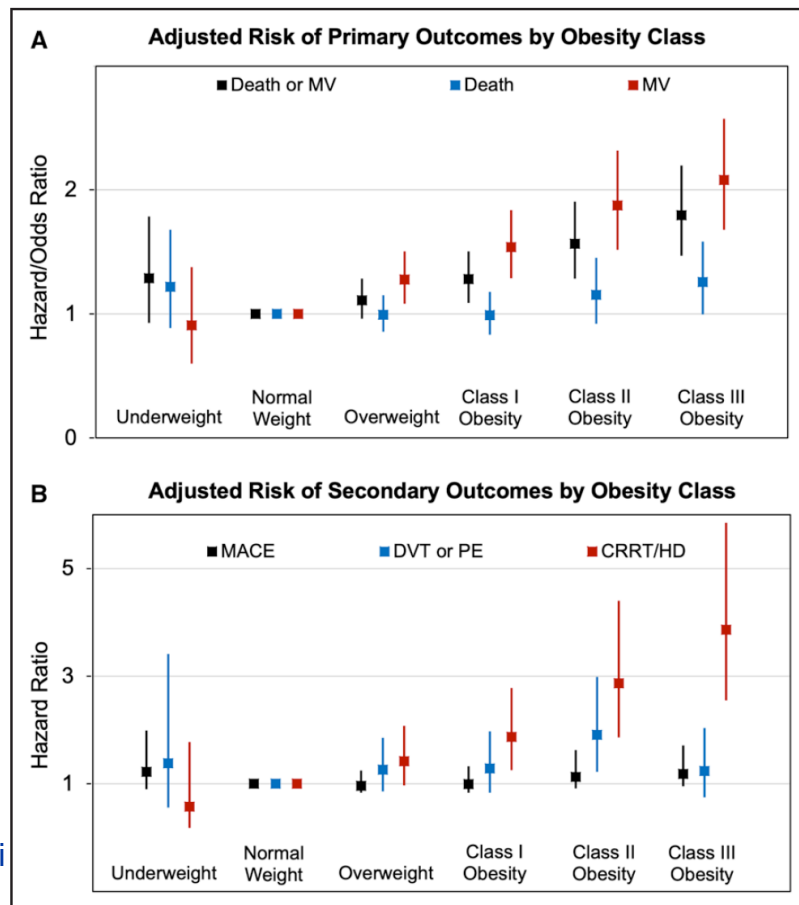 A
Adjusted Risk of Primary Outcomes by Obesity Class
Death or MV Death MV
Hazard/Odds Ratio
2
1
0
Underweight
Normal
Weight
Overweight
Class I
Obesity
Class II
Obesity
Class III
Obesity
B
Adjusted Risk of Secondary Outcomes by Obesity Class
MACE DVT or PE CRRT/HD
Hazard Ratio
5
3
1
i
Underweight
Normal
Weight
Overweight
Class I
Obesity
Class II
Obesity
Class III
Obesity